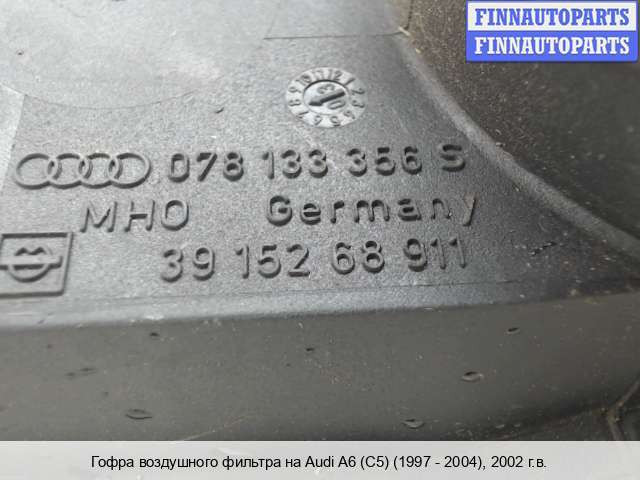 FINNAUTOPARTS
FINNAUTOPARTS
078 133 356 S
MHO Germany
39 152 68 911
Гофра воздушного фильтра на Audi A6 (C5) (1997 - 2004), 2002 г.в.